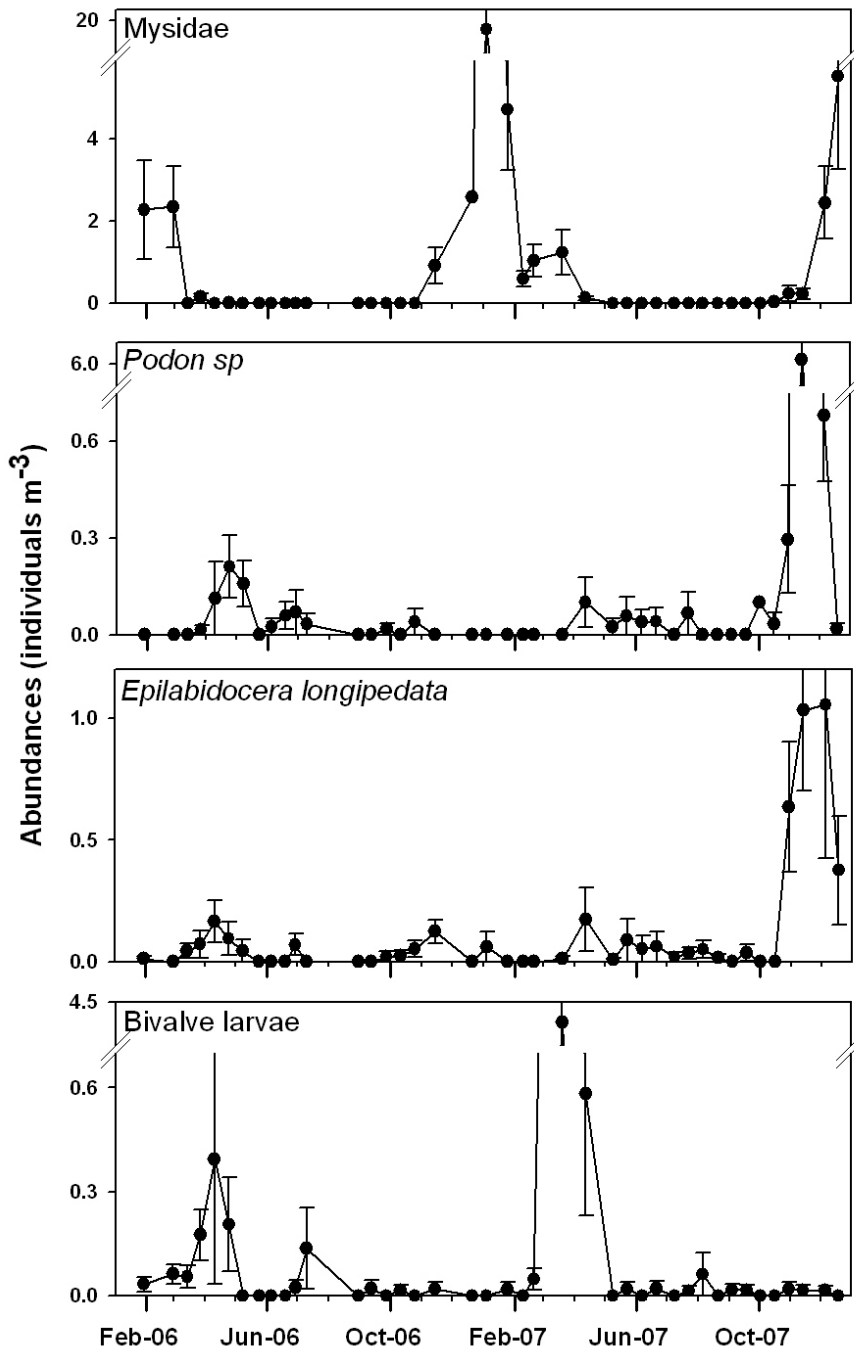 20
Mysidae
4
2
0
6.0
Podon sp
0.6
0.3
0.0
Abundances (individuals m⁻³)
Epilabidocera longipedata
1.0
0.5
0.0
4.5
Bivalve larvae
0.6
0.3
0.0
Feb-06 Jun-06 Oct-06 Feb-07 Jun-07 Oct-07